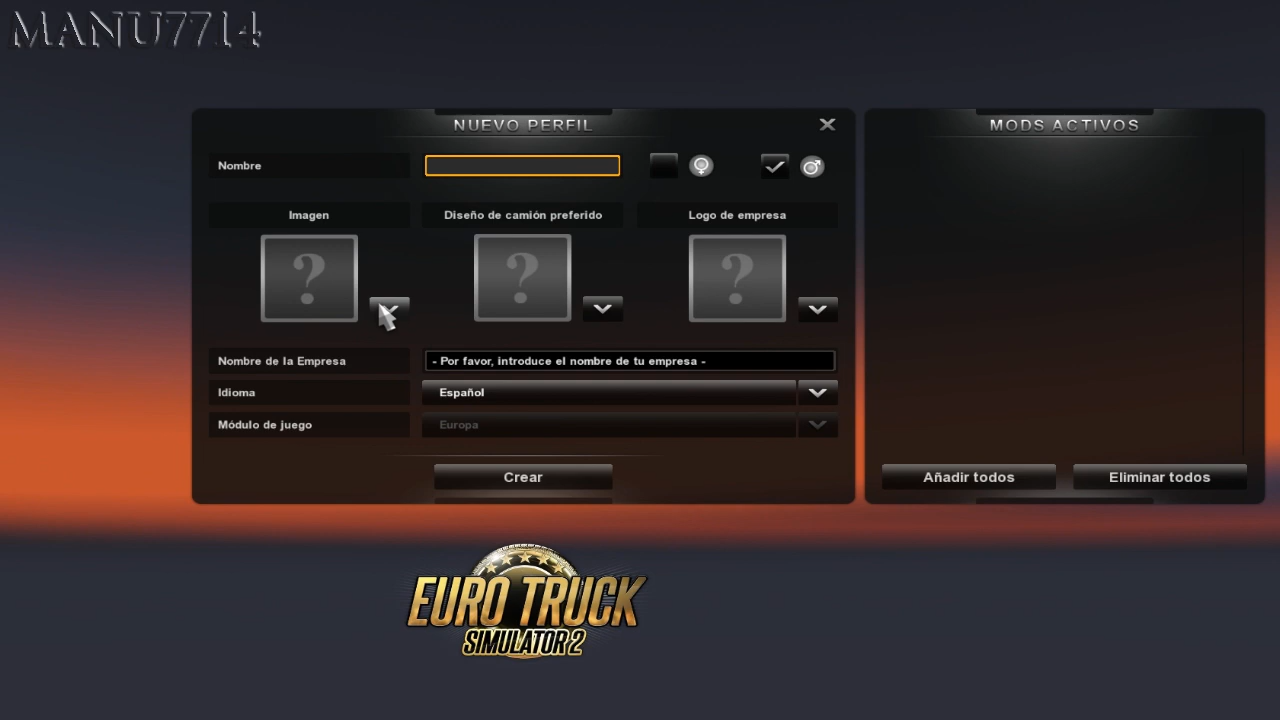 MANU7714
NUEVO PERFIL
Nombre
Imagen
Diseño de camión preferido
Logo de empresa
?
?
?
Nombre de la Empresa
- Por favor, introduce el nombre de tu empresa -
Idioma
Español
Módulo de juego
Europa
Crear
MODS ACTIVOS
Añadir todos
Eliminar todos
EURO TRUCK
SIMULATOR 2